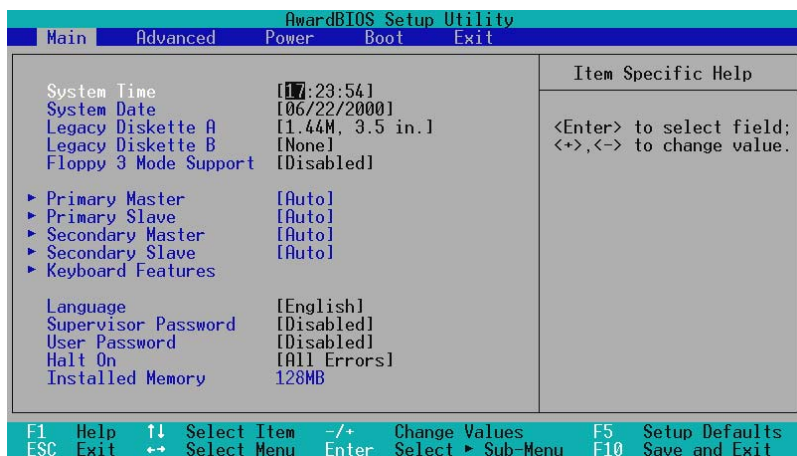 AwardBIOS Setup Utility
Main Advanced Power Boot Exit
System Time [17:23:54]
System Date [06/22/2000]
Legacy Diskette A [1.44M, 3.5 in.]
Legacy Diskette B [None]
Floppy 3 Mode Support [Disabled]
▶ Primary Master [Auto]
▶ Primary Slave [Auto]
▶ Secondary Master [Auto]
▶ Secondary Slave [Auto]
▶ Keyboard Features
Language [English]
Supervisor Password [Disabled]
User Password [Disabled]
Halt On [All Errors]
Installed Memory 128MB
Item Specific Help
<Enter> to select field;
<+>,<-> to change value.
F1 Help ↑↓ Select Item -/+ Change Values F5 Setup Defaults
ESC Exit ←→ Select Menu Enter Select ▶ Sub-Menu F10 Save and Exit